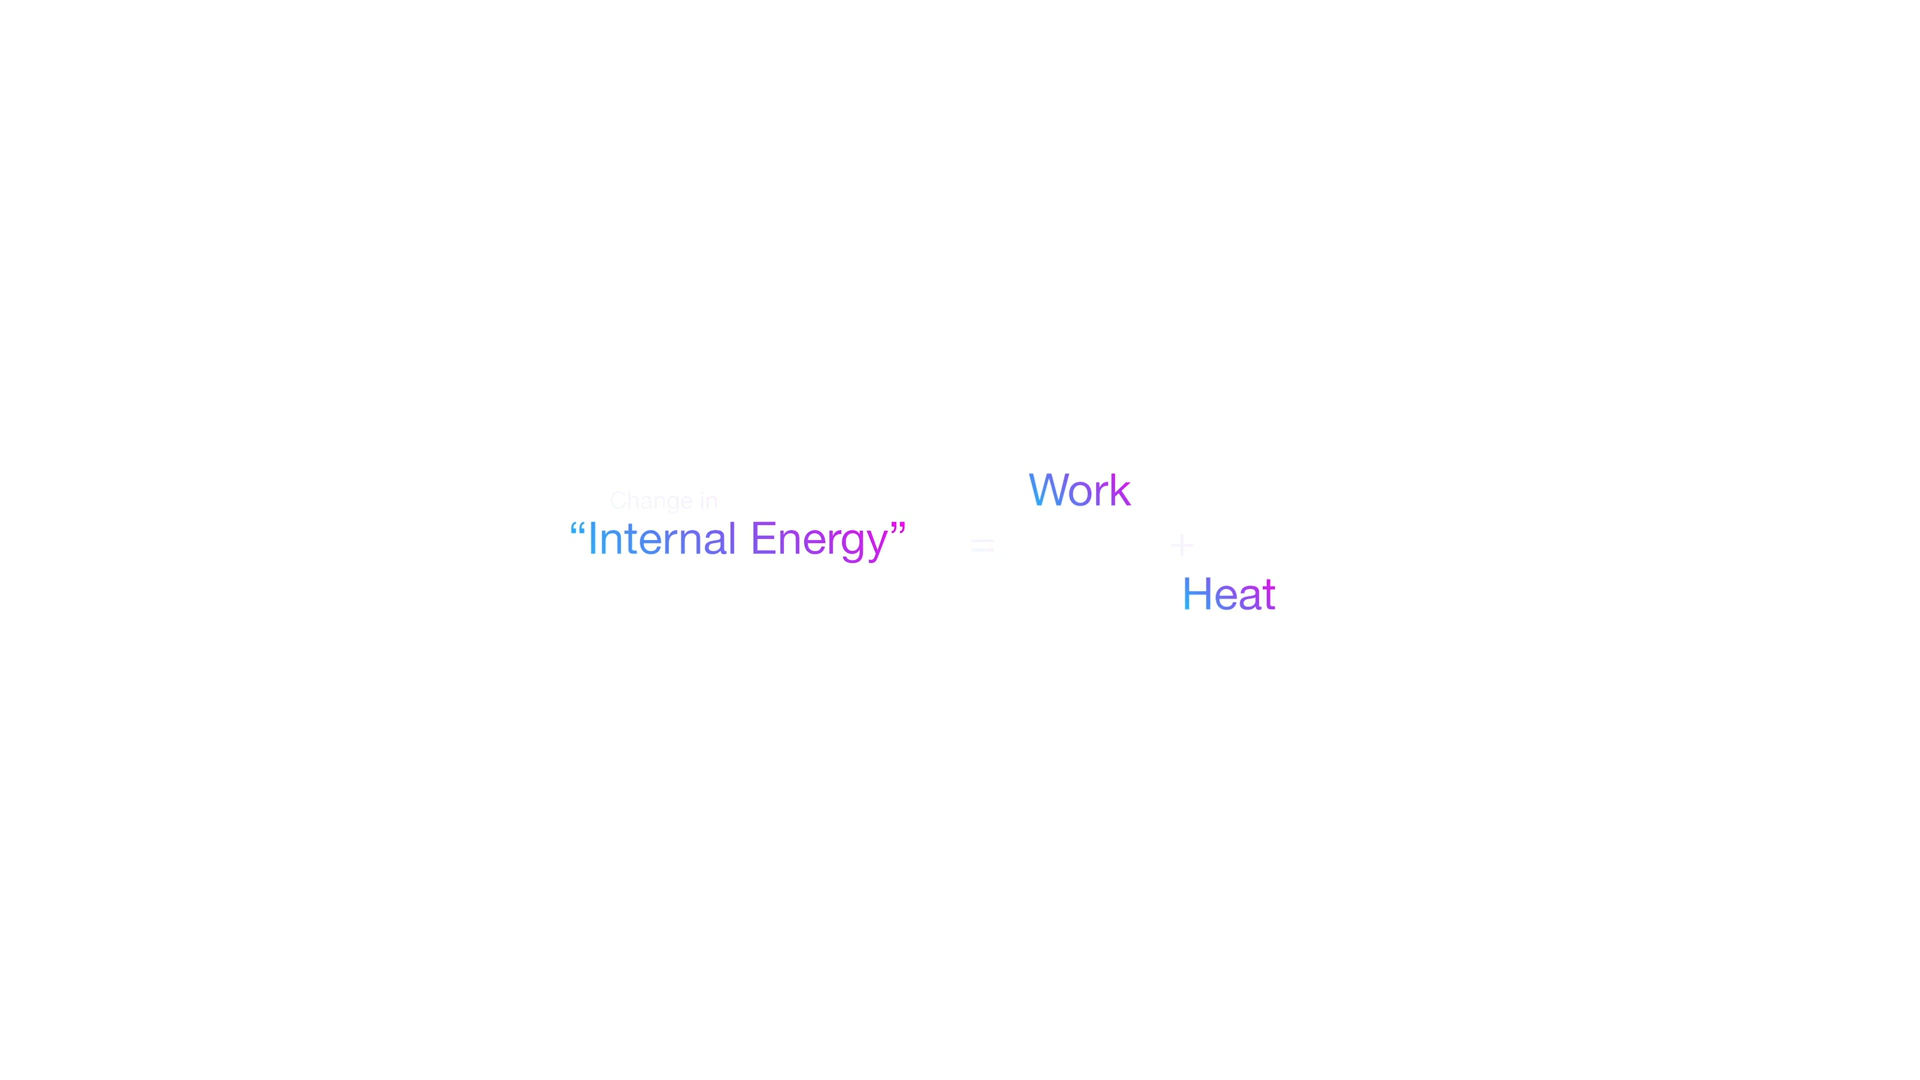 Change in
“Internal Energy”
=
Work
+
Heat